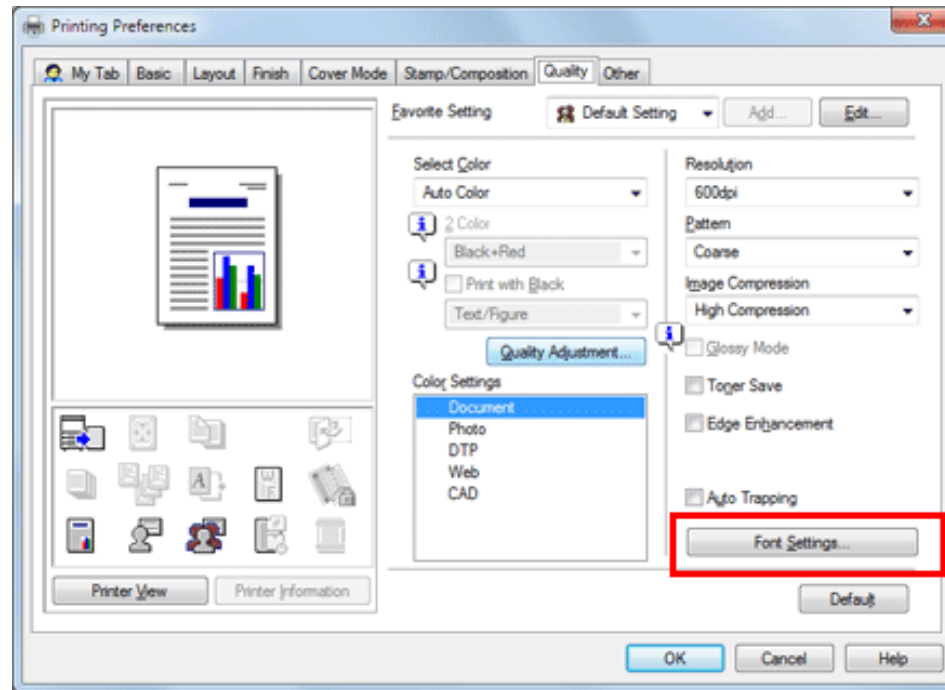 Printing Preferences
My Tab Basic Layout Finish Cover Mode Stamp/Composition Quality Other
Favorite Setting Default Setting Add... Edit...
Select Color
Auto Color
2 Color
Black+Red
Print with Black
Text/Figure
Quality Adjustment...
Color Settings
Document
Photo
DTP
Web
CAD
Resolution
600dpi
Pattern
Coarse
Image Compression
High Compression
Glossy Mode
Toner Save
Edge Enhancement
Auto Trapping
Font Settings...
Printer View Printer Information
Default
OK Cancel Help